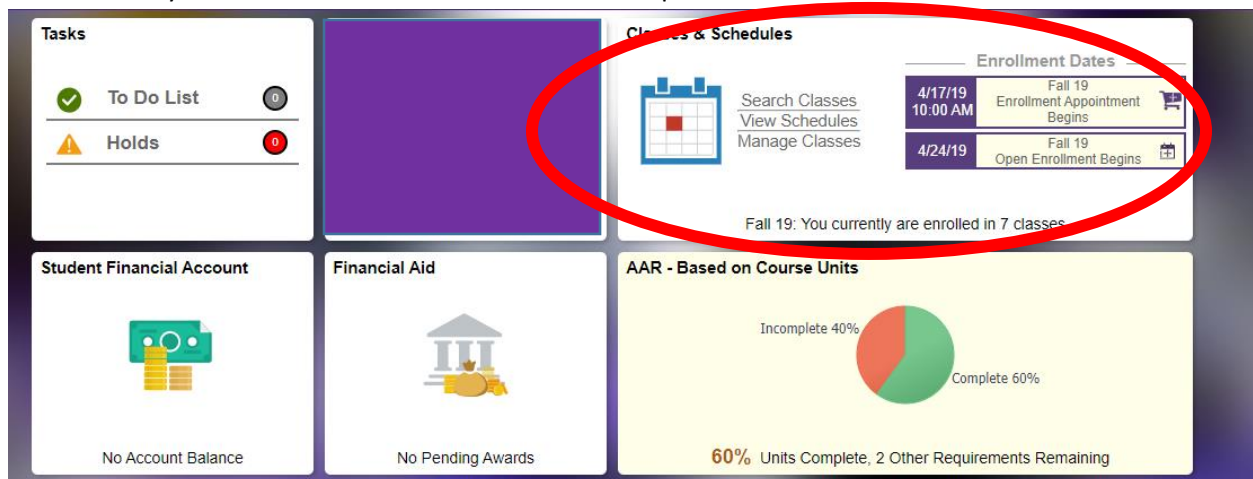 Tasks
To Do List 0
Holds 0
Classes & Schedules
Search Classes
View Schedules
Manage Classes
Enrollment Dates
4/17/19
10:00 AM
Fall 19
Enrollment Appointment
Begins
4/24/19
Fall 19
Open Enrollment Begins
Fall 19: You currently are enrolled in 7 classes
Student Financial Account
No Account Balance
Financial Aid
No Pending Awards
AAR - Based on Course Units
Incomplete 40%
Complete 60%
60% Units Complete, 2 Other Requirements Remaining